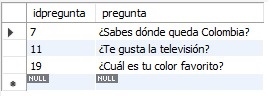 idpregunta pregunta
7 ¿Sabes dónde queda Colombia?
11 ¿Te gusta la televisión?
19 ¿Cuál es tu color favorito?
NULL NULL